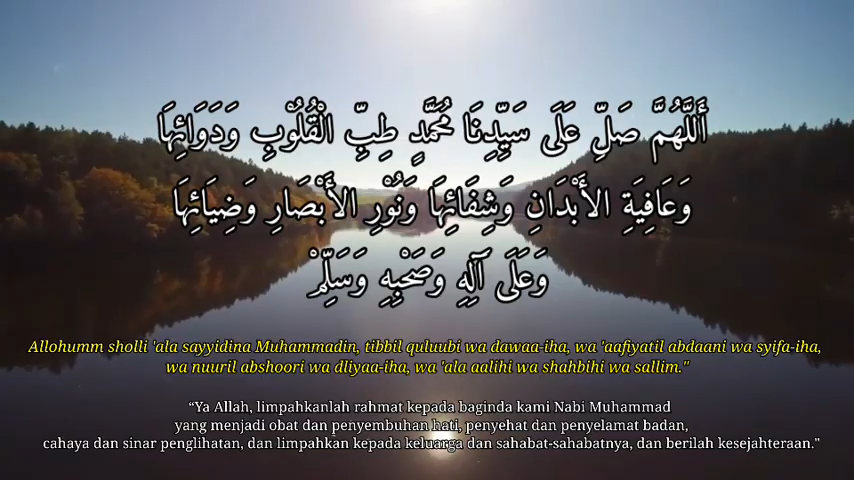 أَللَّهُمَّ صَلِّ عَلَى سَيِّدِنَا مُحَمَّدٍ طِبِّ الْقُلُوْبِ وَدَوَائِهَا
وَعَافِيَةِ الأَبْدَانِ وَشِفَائِهَا وَنُوْرِ الأَبْصَارِ وَضِيَائِهَا
وَعَلَى آلِهِ وَصَحْبِهِ وَسَلِّمْ
Allohumm sholli 'ala sayyidina Muhammadin, tibbil quluubi wa dawaa-iha, wa 'aafiyatil abdaani wa syifa-iha,
wa nuuril abshoori wa dliyaa-iha, wa 'ala aalihi wa shahbihi wa sallim."
“Ya Allah, limpahkanlah rahmat kepada baginda kami Nabi Muhammad
yang menjadi obat dan penyembuhan hati, penyehat dan penyelamat badan,
cahaya dan sinar penglihatan, dan limpahkan kepada keluarga dan sahabat-sahabatnya, dan berilah kesejahteraan."